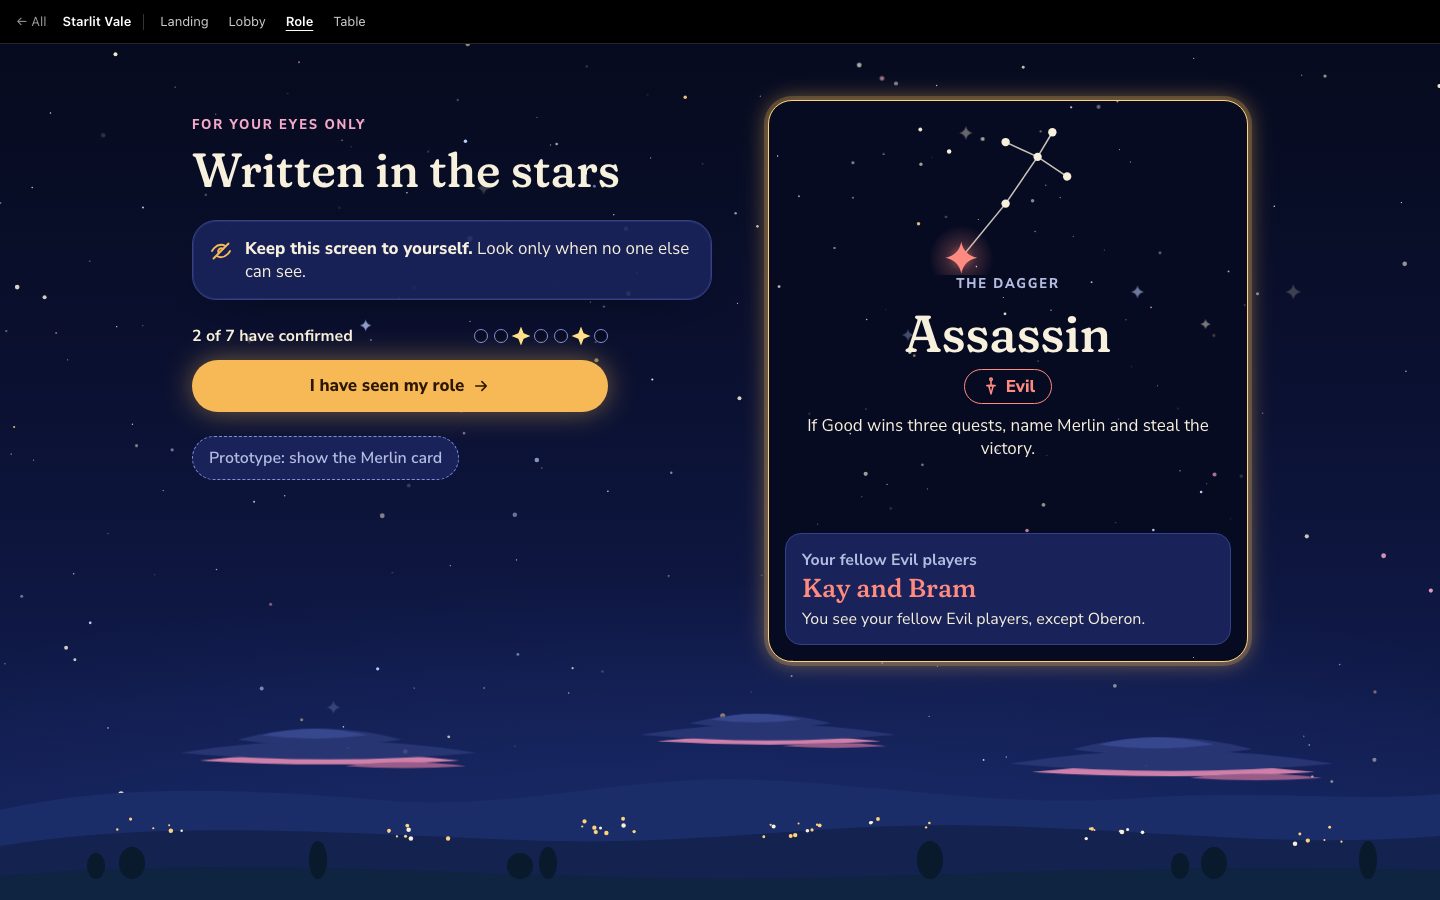 ← All Starlit Vale Landing Lobby Role Table
FOR YOUR EYES ONLY
Written in the stars
Keep this screen to yourself. Look only when no one else
can see.
2 of 7 have confirmed
I have seen my role →
Prototype: show the Merlin card
THE DAGGER
Assassin
Evil
If Good wins three quests, name Merlin and steal the
victory.
Your fellow Evil players
Kay and Bram
You see your fellow Evil players, except Oberon.